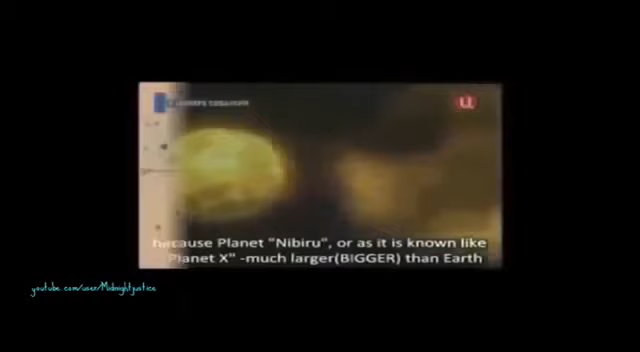 because Planet "Nibiru", or as it is known like
"Planet X" -much larger(BIGGER) than Earth
youtube.com/user/Midnightjustice